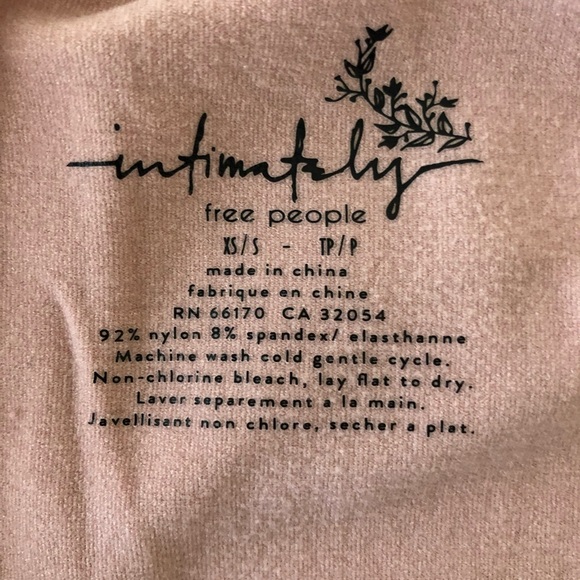 intimately
free people
XS/S - TP/P
made in china
fabrique en chine
RN 66170 CA 32054
92% nylon 8% spandex/ elasthanne
Machine wash cold gentle cycle.
Non-chlorine bleach, lay flat to dry.
Laver separement a la main.
Javellisant non chlore, secher a plat.